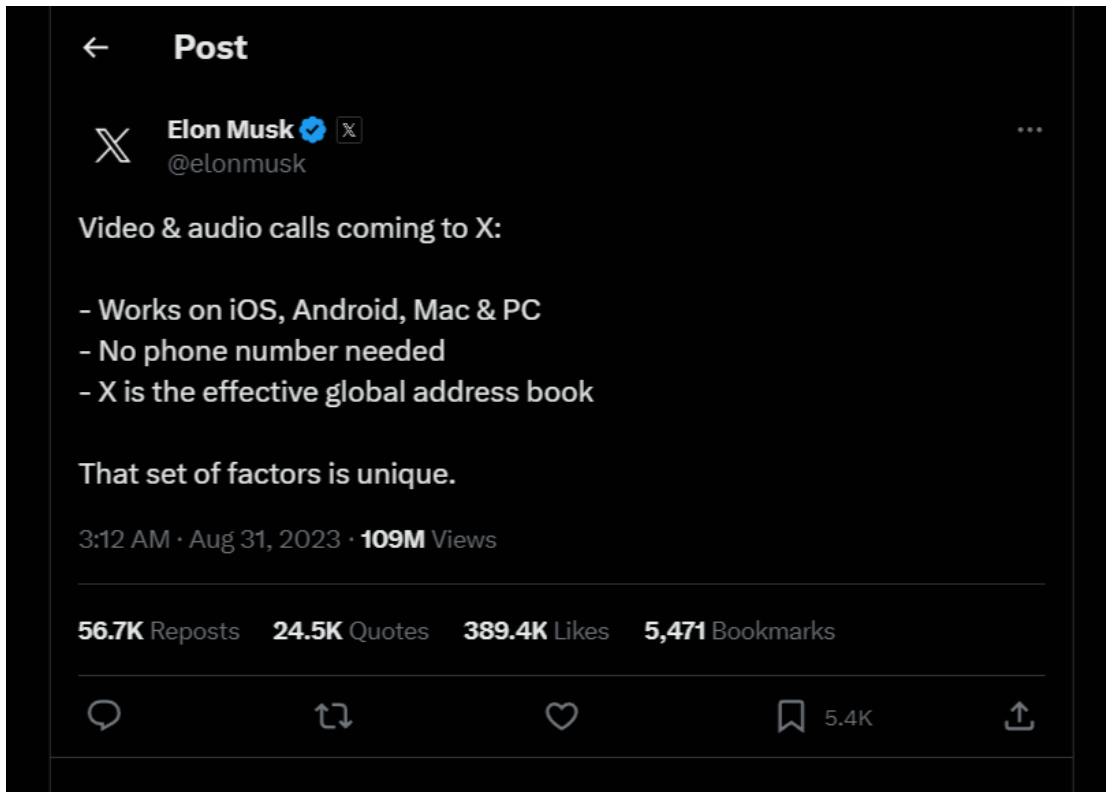 Post
Elon Musk
@elonmusk
Video & audio calls coming to X:
- Works on iOS, Android, Mac & PC
- No phone number needed
- X is the effective global address book
That set of factors is unique.
3:12 AM · Aug 31, 2023 · 109M Views
56.7K Reposts 24.5K Quotes 389.4K Likes 5,471 Bookmarks
5.4K